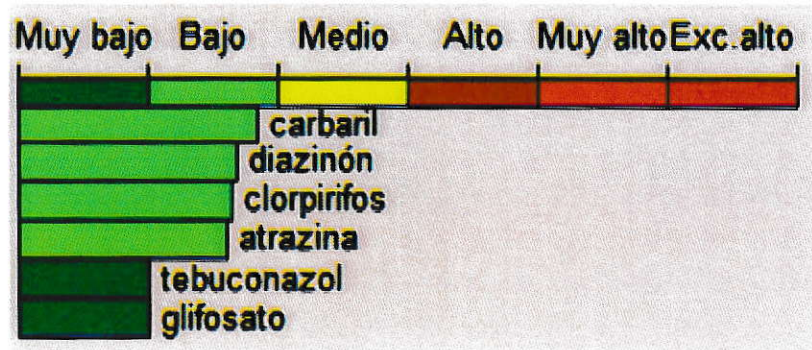 Muy bajo Bajo Medio Alto Muy alto Exc. alto
carbaril
diazinón
clorpirifos
atrazina
tebuconazol
glifosato